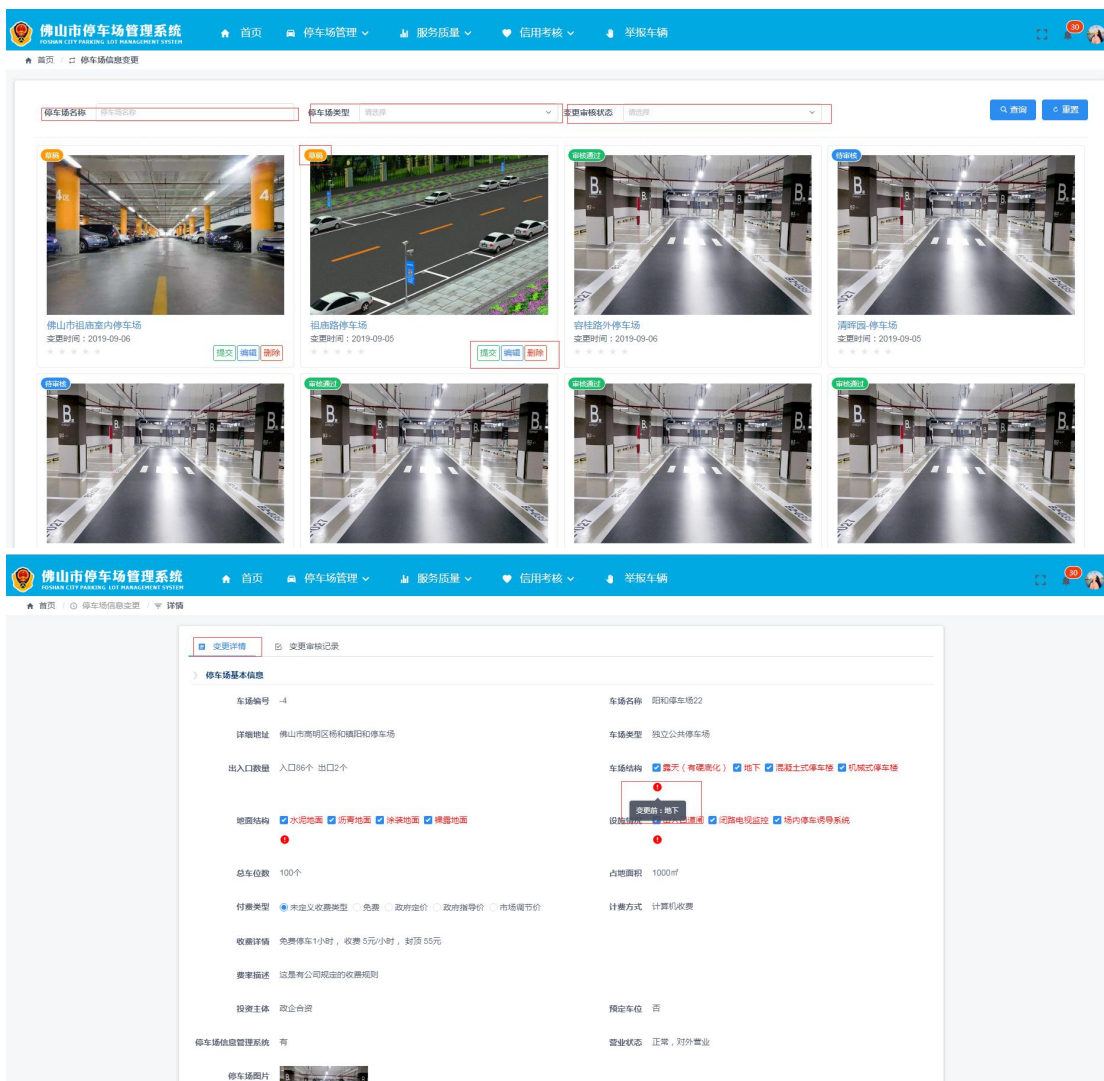 佛山市停车场管理系统 首页 停车场管理 服务质量 信用考核 举报车辆 30
FOSHAN CITY PARKING LOT MANAGEMENT SYSTEM
首页 / 停车场信息变更
停车场名称 停车场名称 停车场类型 请选择 变更审核状态 请选择 查询 重置
草稿 草稿 审核通过 待审核
佛山市祖庙室内停车场 祖庙路停车场 容桂路外停车场 清晖园-停车场
变更时间：2019-09-06 变更时间：2019-09-05 变更时间：2019-09-06 变更时间：2019-09-05
提交 编辑 删除 提交 编辑 删除
待审核 审核通过 审核通过 审核通过
佛山市停车场管理系统 首页 停车场管理 服务质量 信用考核 举报车辆 30
FOSHAN CITY PARKING LOT MANAGEMENT SYSTEM
首页 / 停车场信息变更 / 详情
变更详情 变更审核记录
停车场基本信息
车场编号 -4 车场名称 阳和停车场22
详细地址 佛山市高明区杨和镇阳和停车场 车场类型 独立公共停车场
出入口数量 入口86个 出口2个 车场结构 露天（有硬底化） 地下 混凝土式停车楼 机械式停车楼
变更前：地下
地面结构 水泥地面 沥青地面 涂装地面 裸露地面 设施情况 闭路电视监控 场内停车诱导系统
总车位数 100个 占地面积 1000㎡
付费类型 未定义收费类型 免费 政府定价 政府指导价 市场调节价 计费方式 计算机收费
收费详情 免费停车1小时，收费 5元/小时，封顶 55元
费率描述 这是有公司规定的收费规则
投资主体 政企合资 预定车位 否
停车场信息管理系统 有 营业状态 正常，对外营业
停车场图片